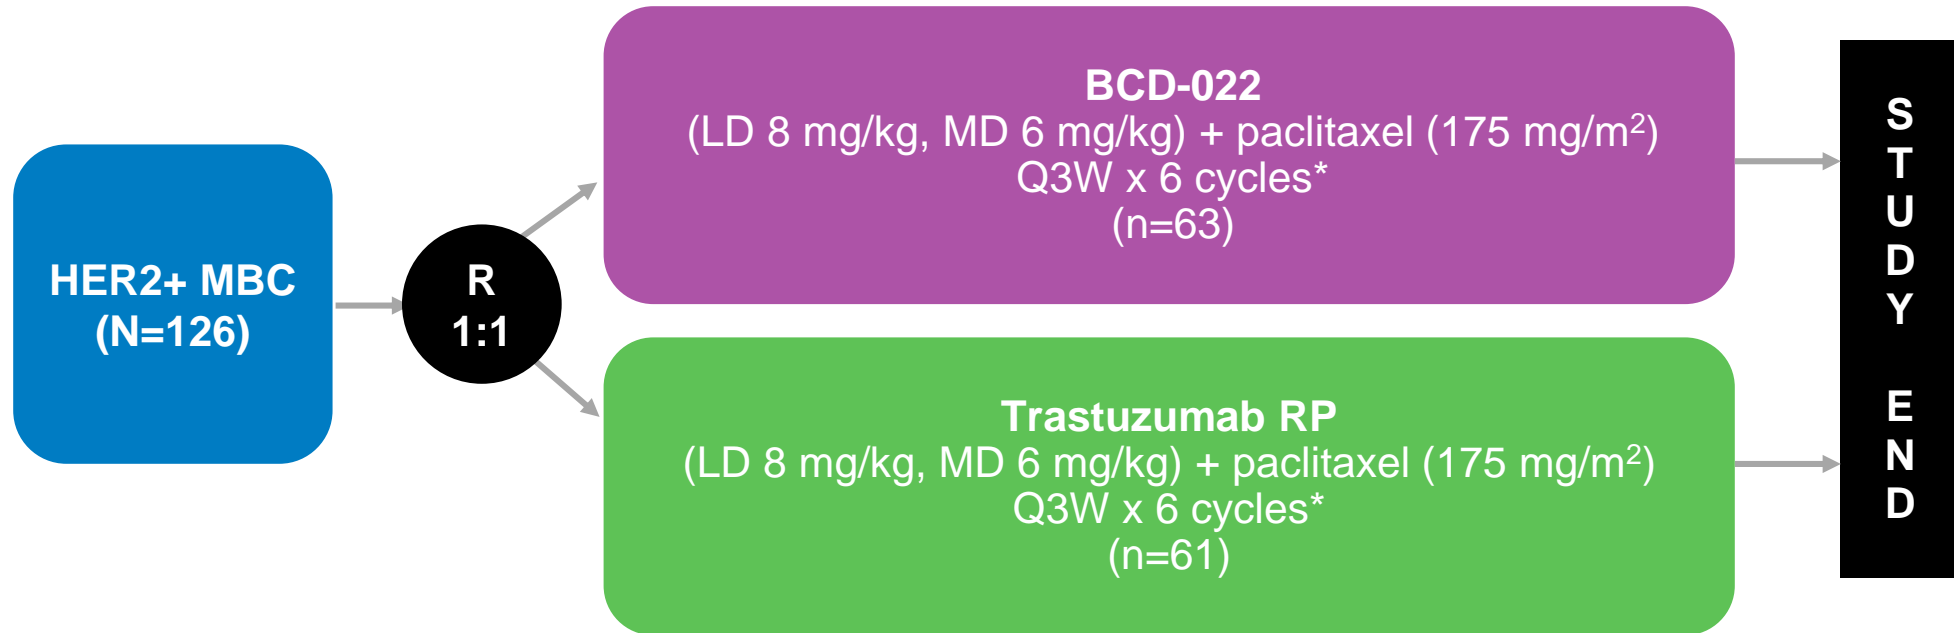 HER2+ MBC
(N=126)
R
1:1
BCD-022
(LD 8 mg/kg, MD 6 mg/kg) + paclitaxel (175 mg/m²)
Q3W x 6 cycles*
(n=63)
Trastuzumab RP
(LD 8 mg/kg, MD 6 mg/kg) + paclitaxel (175 mg/m²)
Q3W x 6 cycles*
(n=61)
S
T
U
D
Y
E
N
D